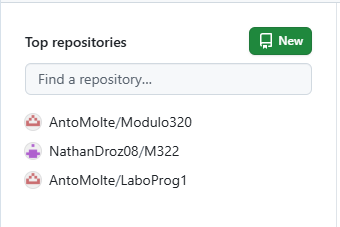 Top repositories
New
Find a repository...
AntoMolte/Modulo320
NathanDroz08/M322
AntoMolte/LaboProg1